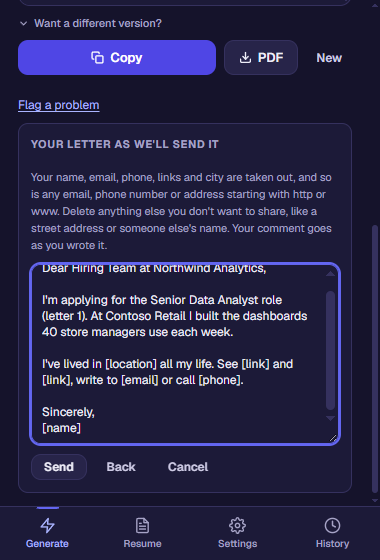 Want a different version?
Copy
PDF
New
Flag a problem
YOUR LETTER AS WE'LL SEND IT
Your name, email, phone, links and city are taken out, and so
is any email, phone number or address starting with http or
www. Delete anything else you don't want to share, like a
street address or someone else's name. Your comment goes
as you wrote it.
Dear Hiring Team at Northwind Analytics,
I'm applying for the Senior Data Analyst role
(letter 1). At Contoso Retail I built the dashboards
40 store managers use each week.
I've lived in [location] all my life. See [link] and
[link], write to [email] or call [phone].
Sincerely,
[name]
Send
Back
Cancel
Generate
Resume
Settings
History